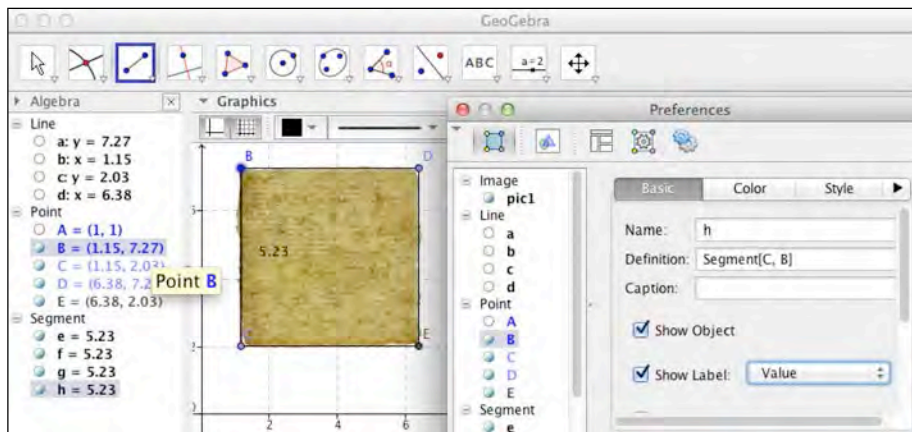 GeoGebra
ABC
a=2
Algebra
Line
a: y = 7.27
b: x = 1.15
c: y = 2.03
d: x = 6.38
Point
A = (1, 1)
B = (1.15, 7.27)
C = (1.15, 2.03)
D = (6.38, 7.2
E = (6.38, 2.03)
Point B
Segment
e = 5.23
f = 5.23
g = 5.23
h = 5.23
Graphics
B
D
5.23
E
2
0
2
4
6
Preferences
Image
pic1
Line
a
b
c
d
Point
A
B
C
D
E
Segment
e
Basic
Color
Style
Name: h
Definition: Segment[C, B]
Caption:
Show Object
Show Label: Value